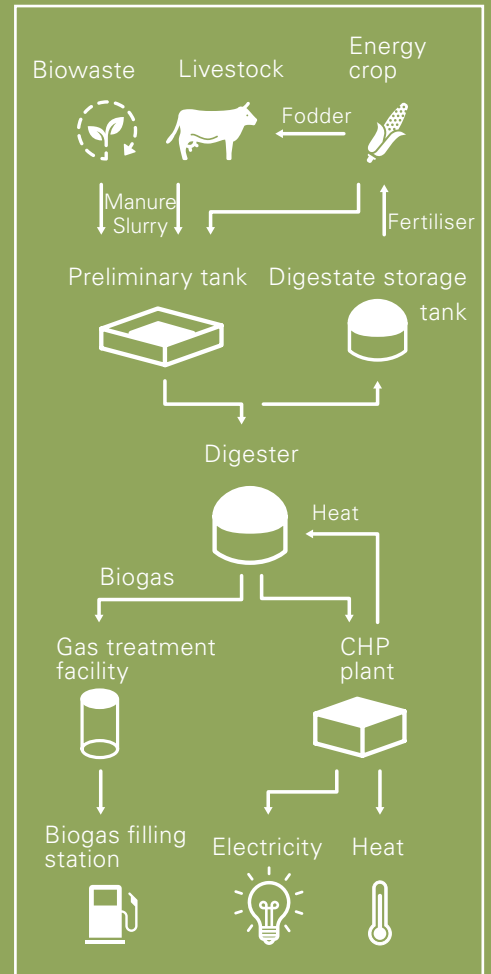 Biowaste
Livestock
Energy
crop
Fodder
Manure
Slurry
Fertiliser
Preliminary tank
Digestate storage
tank
Digester
Heat
Biogas
Gas treatment
facility
CHP
plant
Biogas filling
station
Electricity
Heat